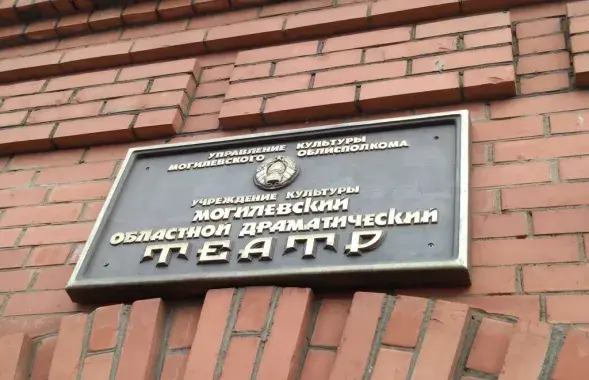 УПРАВЛЕНИЕ КУЛЬТУРЫ
МОГИЛЕВСКОГО ОБЛИСПОЛКОМА
УЧРЕЖДЕНИЕ КУЛЬТУРЫ
МОГИЛЕВСКИЙ
ОБЛАСТНОЙ ДРАМАТИЧЕСКИЙ
ТЕАТР